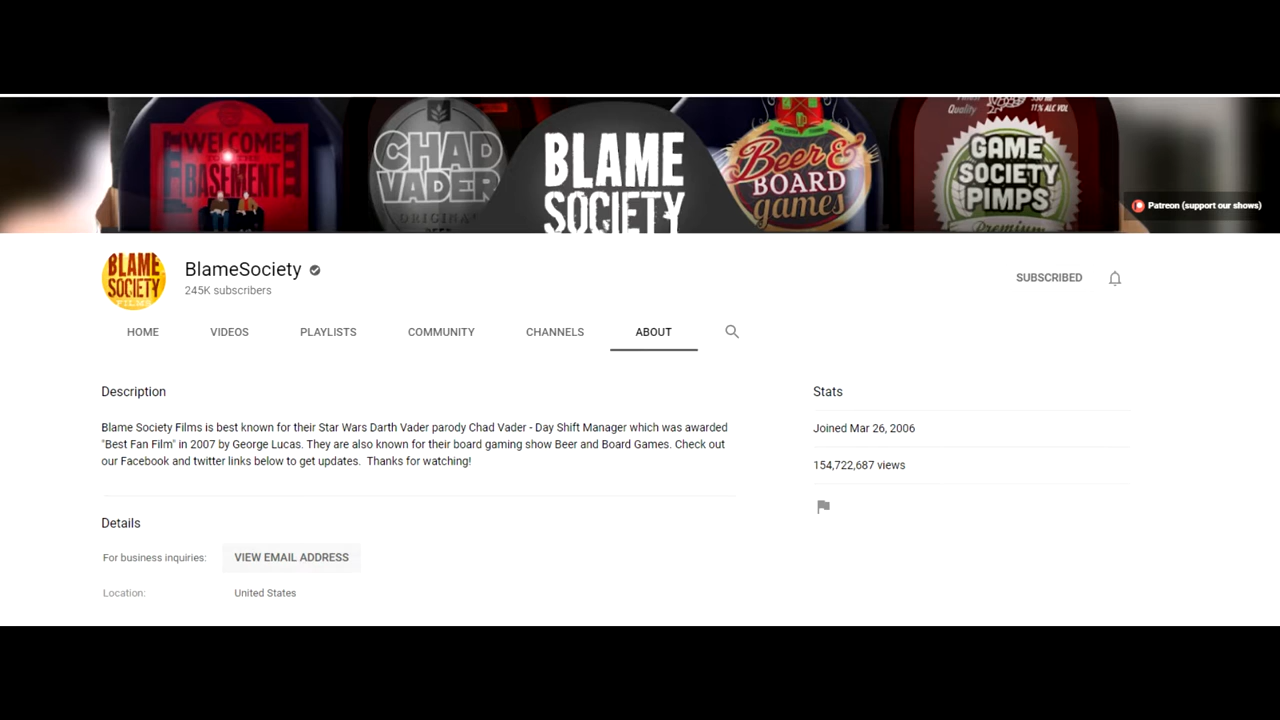 WELCOME
BASEMENT
CHAD
VADER
ORIGINAL
BLAME
SOCIETY
Beer &
BOARD
games
Quality
11% ALC VOL
GAME
SOCIETY
PIMPS
Premium
Patreon (support our shows)
BLAME
SOCIETY
FILMS
BlameSociety
245K subscribers
SUBSCRIBED
HOME VIDEOS PLAYLISTS COMMUNITY CHANNELS ABOUT
Description
Blame Society Films is best known for their Star Wars Darth Vader parody Chad Vader - Day Shift Manager which was awarded
"Best Fan Film" in 2007 by George Lucas. They are also known for their board gaming show Beer and Board Games. Check out
our Facebook and twitter links below to get updates. Thanks for watching!
Stats
Joined Mar 26, 2006
154,722,687 views
Details
For business inquiries: VIEW EMAIL ADDRESS
Location: United States